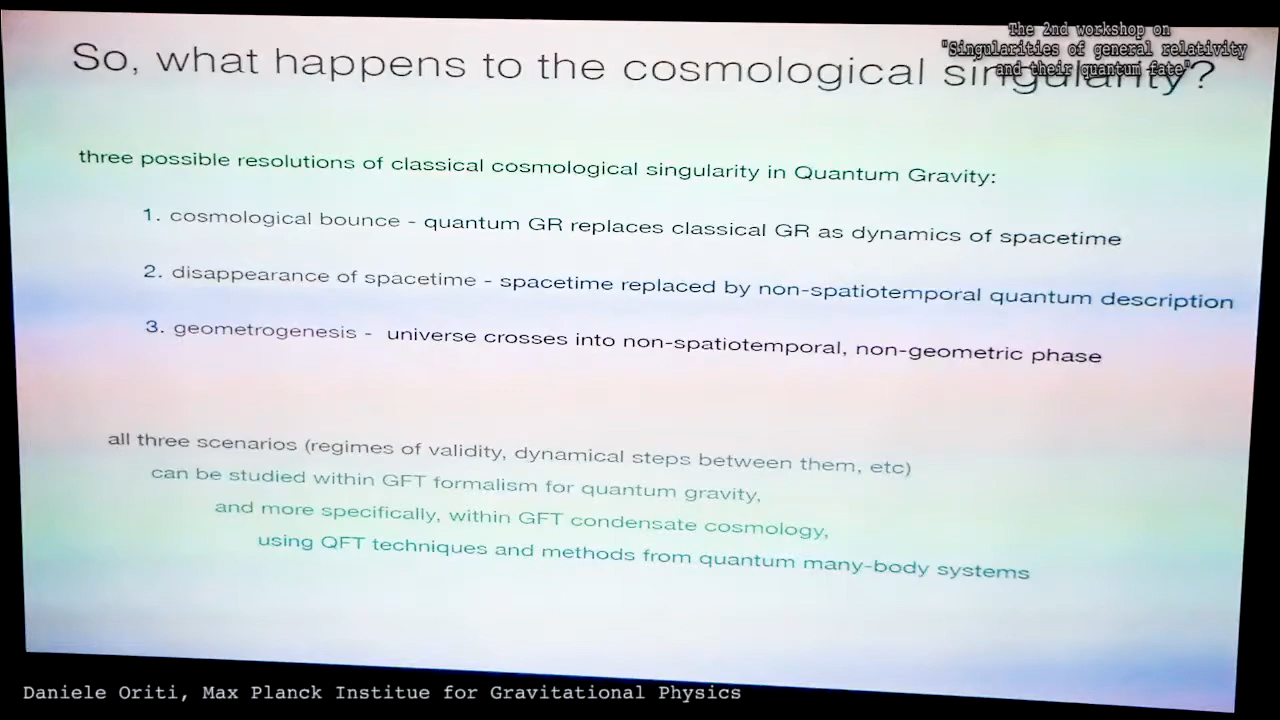 The 2nd workshop on
"Singularities of general relativity
and their quantum fate"
So, what happens to the cosmological singularity?
three possible resolutions of classical cosmological singularity in Quantum Gravity:
1. cosmological bounce - quantum GR replaces classical GR as dynamics of spacetime
2. disappearance of spacetime - spacetime replaced by non-spatiotemporal quantum description
3. geometrogenesis - universe crosses into non-spatiotemporal, non-geometric phase
all three scenarios (regimes of validity, dynamical steps between them, etc)
can be studied within GFT formalism for quantum gravity,
and more specifically, within GFT condensate cosmology,
using QFT techniques and methods from quantum many-body systems
Daniele Oriti, Max Planck Institue for Gravitational Physics